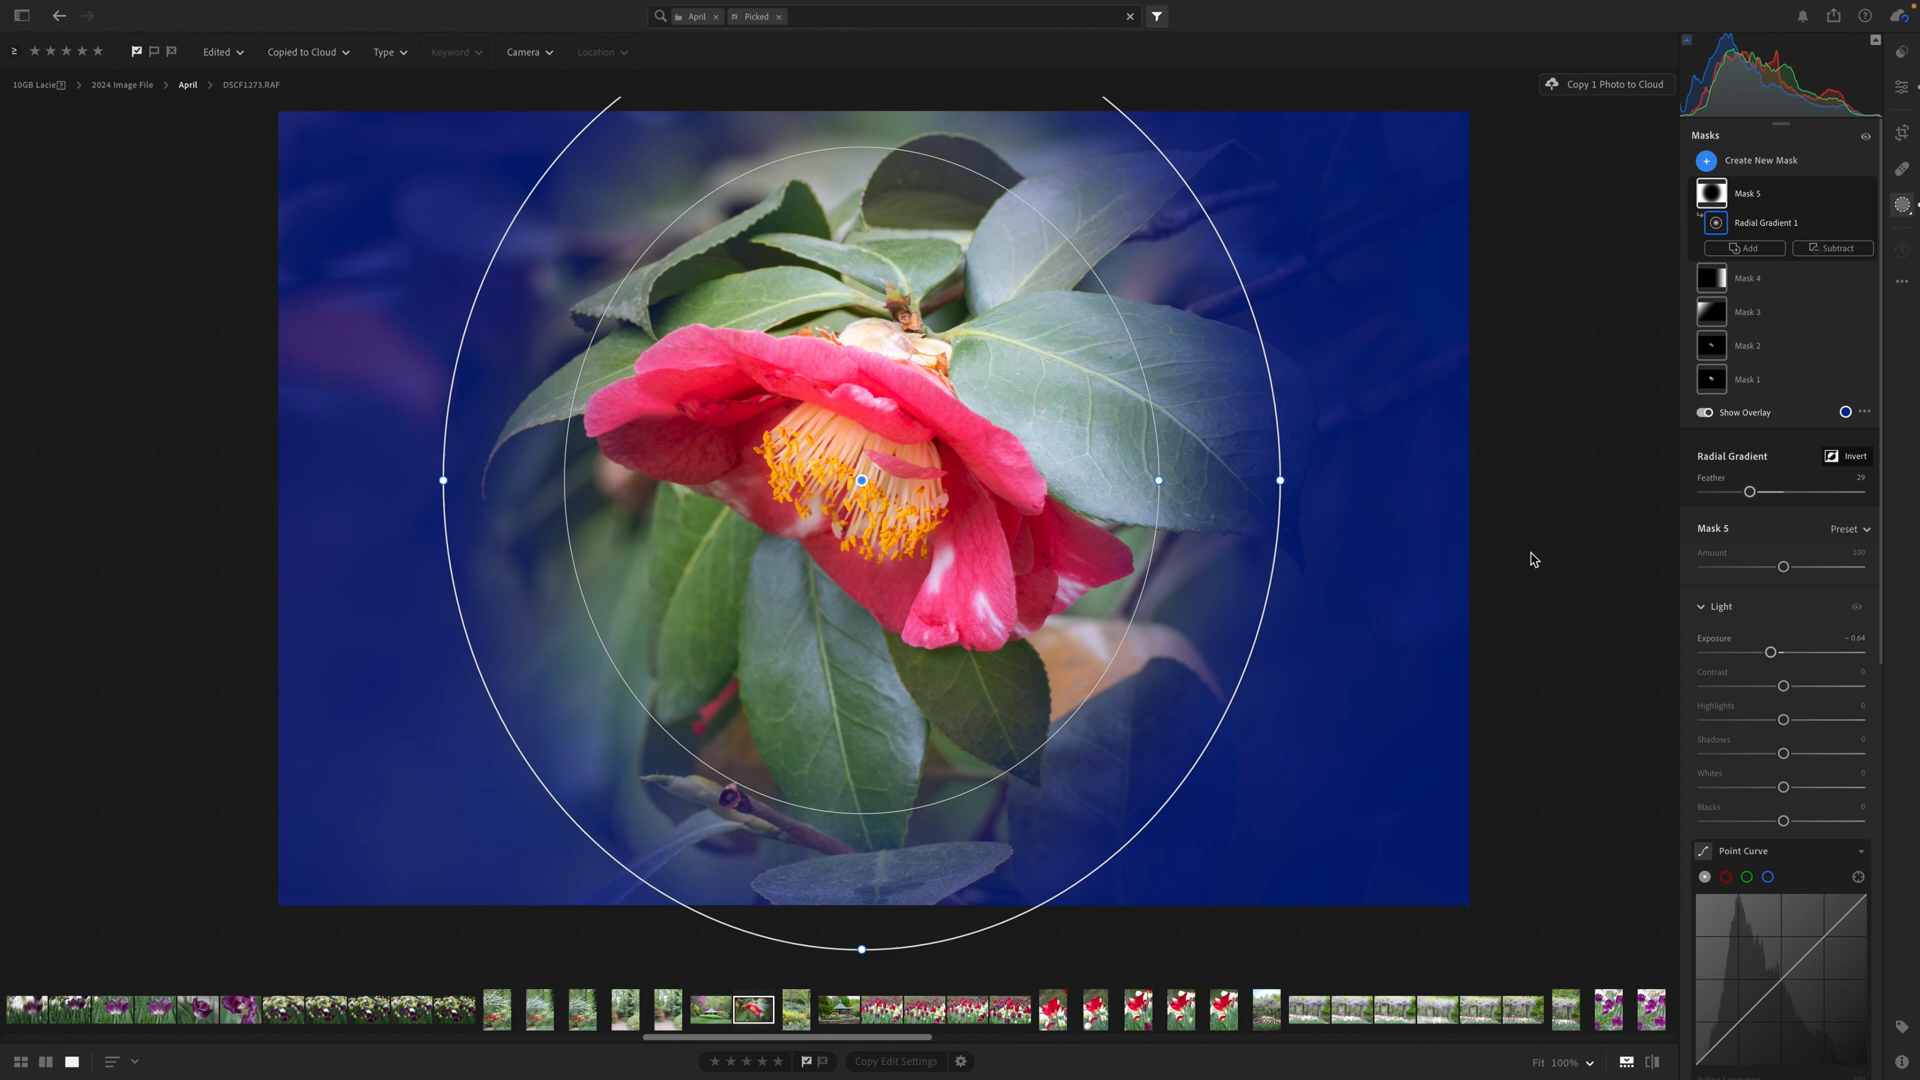 April × Picked ×
≥ Edited Copied to Cloud Type Keyword Camera Location
10GB Lacie > 2024 Image File > April > DSCF1273.RAF
Copy 1 Photo to Cloud
Masks
Create New Mask
Mask 5
Radial Gradient 1
Add Subtract
Mask 4
Mask 3
Mask 2
Mask 1
Show Overlay
Radial Gradient Invert
Feather 29
Mask 5 Preset
Amount 100
Light
Exposure – 0.64
Contrast 0
Highlights 0
Shadows 0
Whites 0
Blacks 0
Point Curve
Copy Edit Settings
Fit 100%